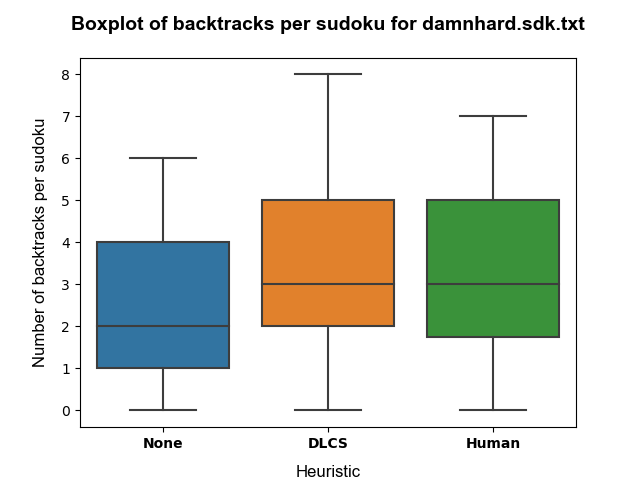 Boxplot of backtracks per sudoku for damnhard.sdk.txt
8
7
6
5
4
3
2
1
0
Number of backtracks per sudoku
None DLCS Human
Heuristic